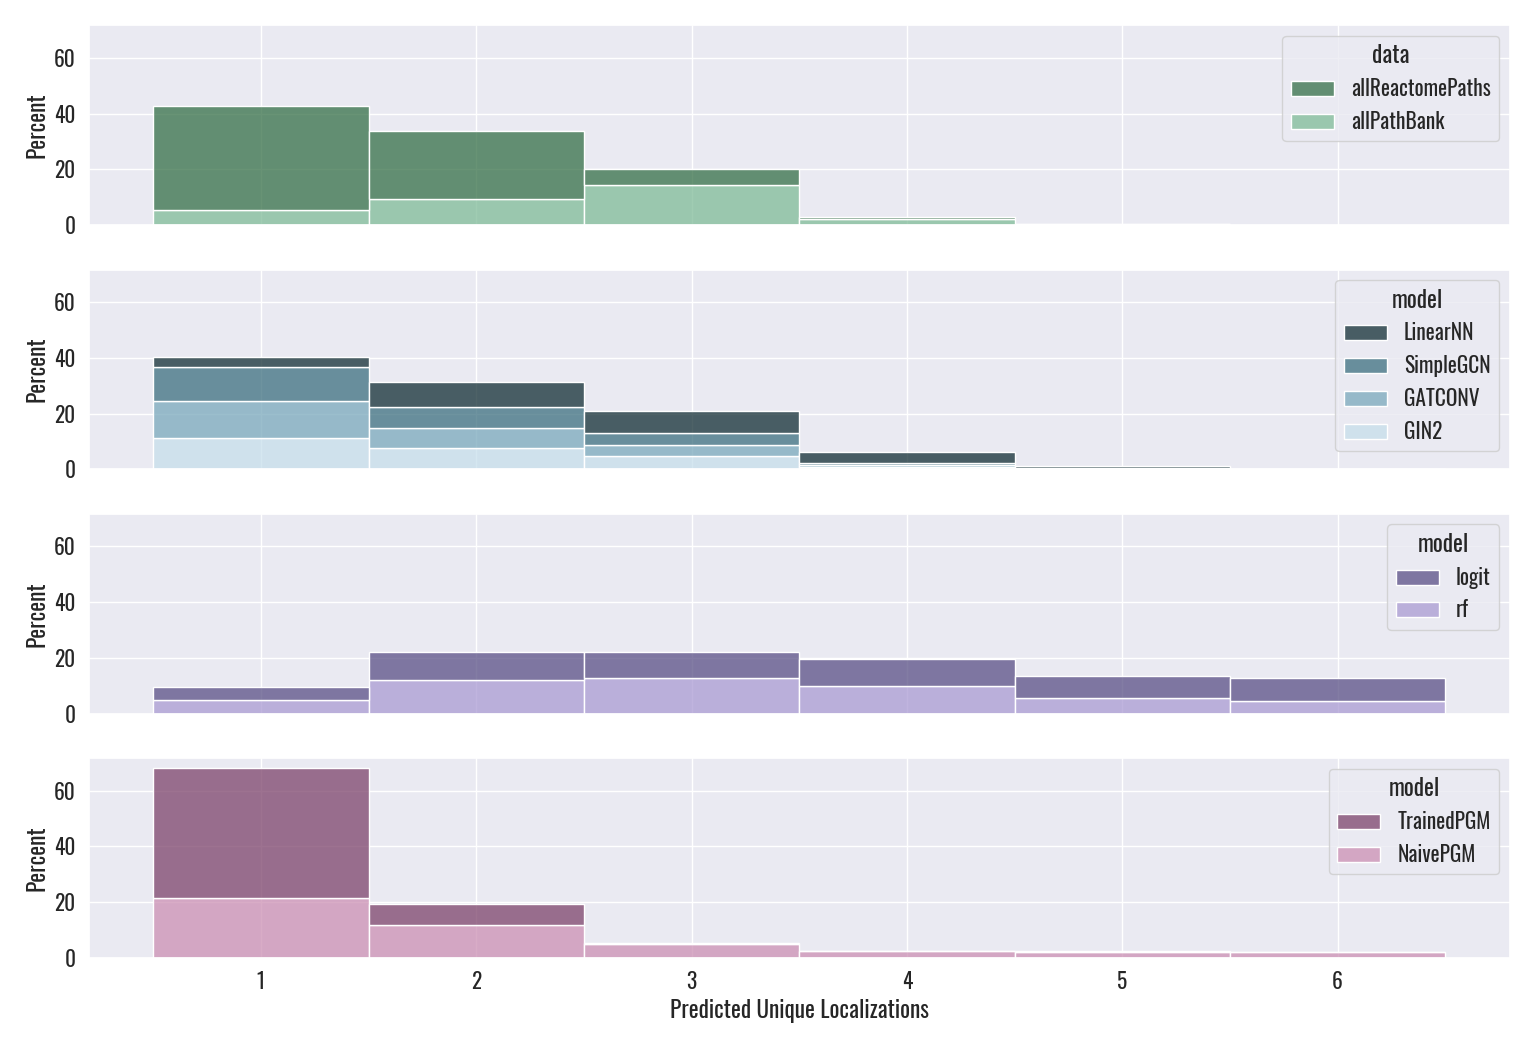 60
40
20
0
Percent
data
allReactomePaths
allPathBank
60
40
20
0
Percent
model
LinearNN
SimpleGCN
GATCONV
GIN2
60
40
20
0
Percent
model
logit
rf
60
40
20
0
Percent
model
TrainedPGM
NaivePGM
1 2 3 4 5 6
Predicted Unique Localizations